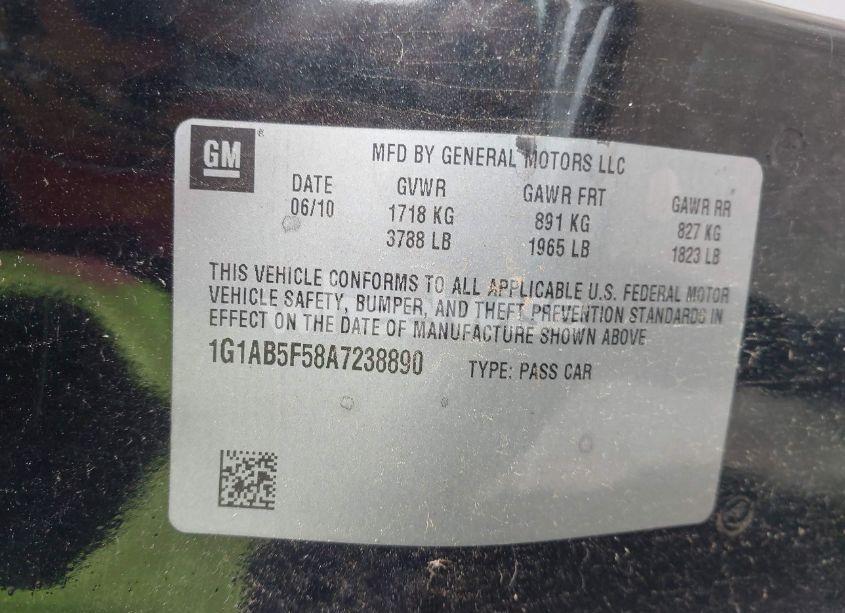 GM
MFD BY GENERAL MOTORS LLC
DATE GVWR GAWR FRT GAWR RR
06/10 1718 KG 891 KG 827 KG
3788 LB 1965 LB 1823 LB
THIS VEHICLE CONFORMS TO ALL APPLICABLE U.S. FEDERAL MOTOR
VEHICLE SAFETY, BUMPER, AND THEFT PREVENTION STANDARDS IN
EFFECT ON THE DATE OF MANUFACTURE SHOWN ABOVE
1G1AB5F58A7238890 TYPE: PASS CAR